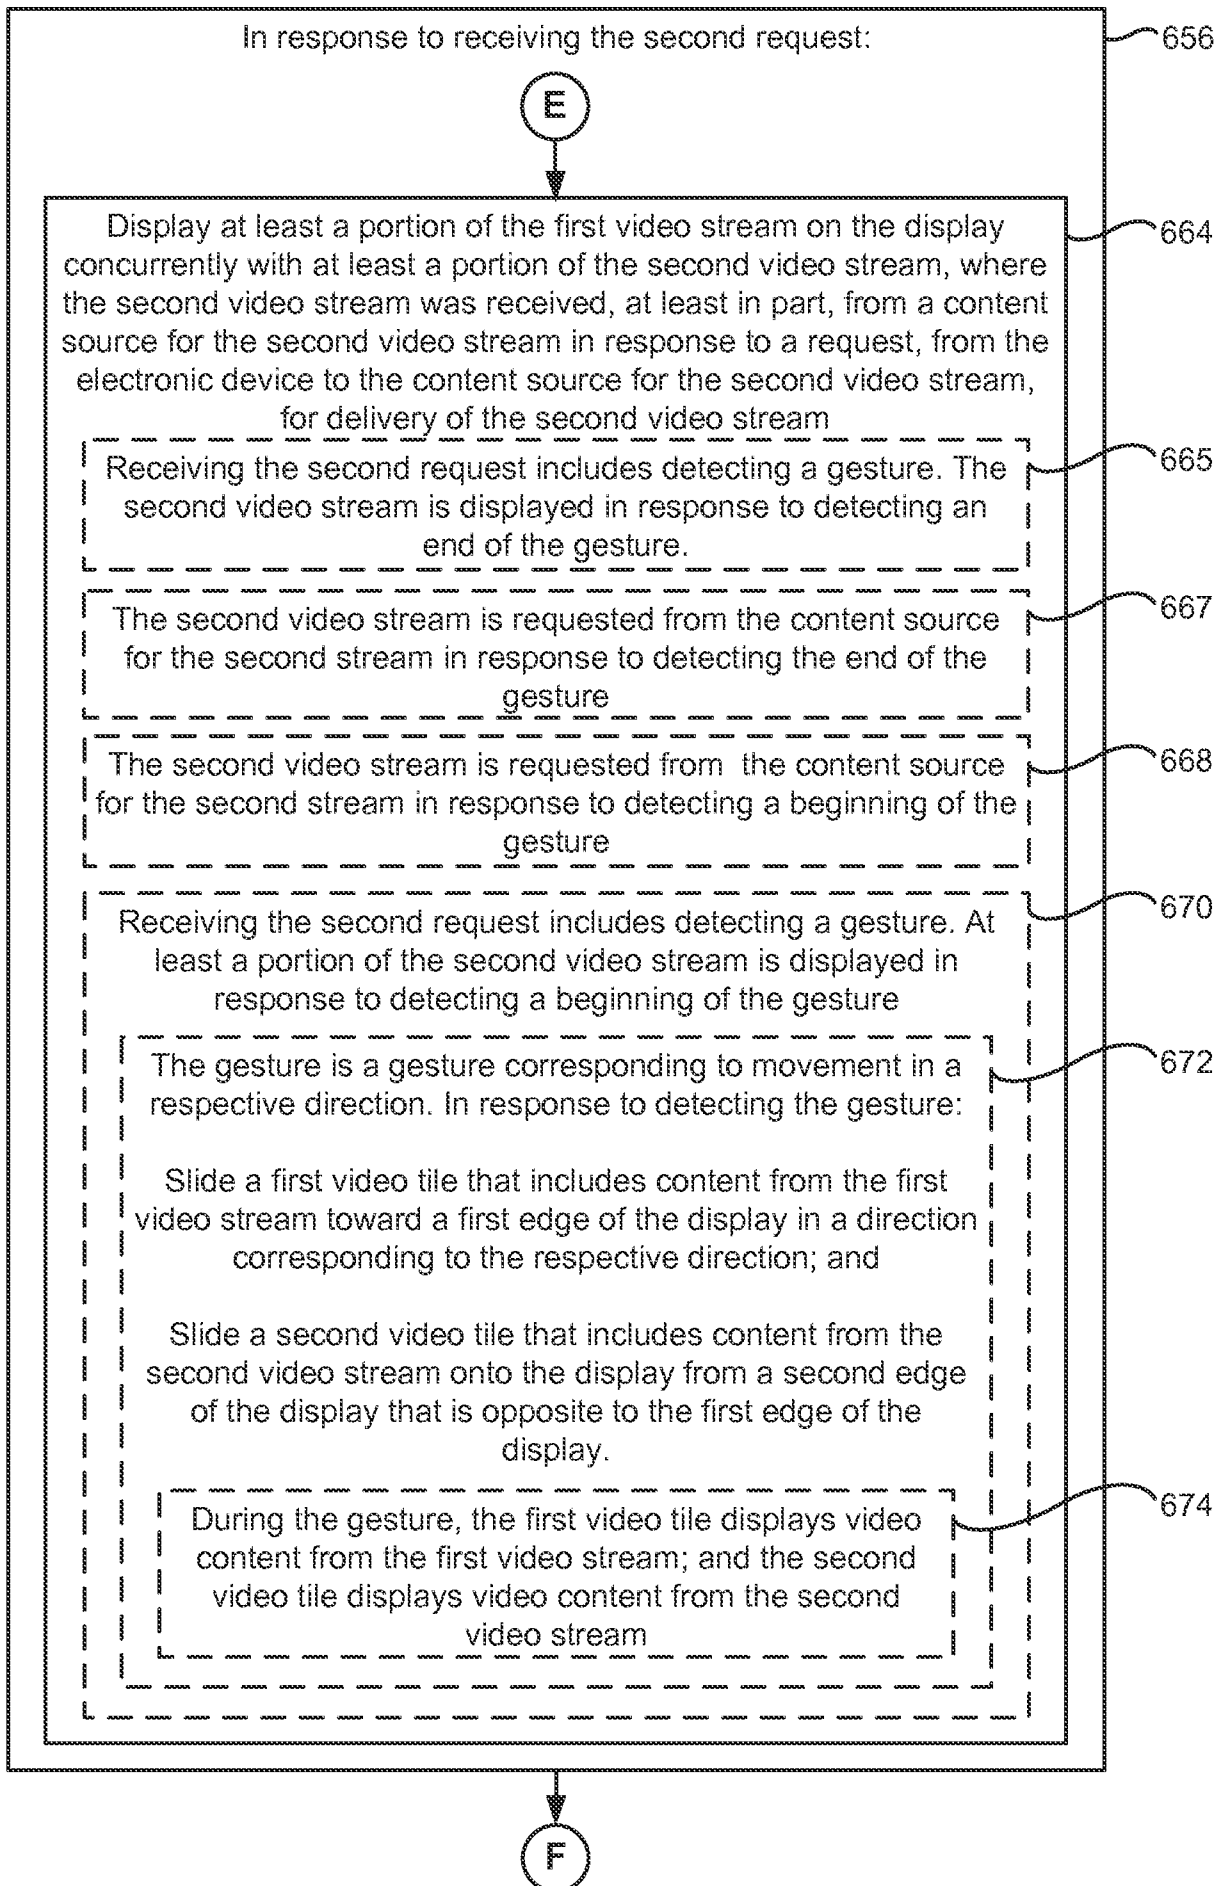 In response to receiving the second request:
656
E
Display at least a portion of the first video stream on the display
664
concurrently with at least a portion of the second video stream, where
the second video stream was received, at least in part, from a content
source for the second video stream in response to a request, from the
electronic device to the content source for the second video stream,
for delivery of the second video stream
Receiving the second request includes detecting a gesture. The
665
second video stream is displayed in response to detecting an
end of the gesture.
The second video stream is requested from the content source
667
for the second stream in response to detecting the end of the
gesture
The second video stream is requested from the content source
668
for the second stream in response to detecting a beginning of the
gesture
Receiving the second request includes detecting a gesture. At
670
least a portion of the second video stream is displayed in
response to detecting a beginning of the gesture
The gesture is a gesture corresponding to movement in a
672
respective direction. In response to detecting the gesture:
Slide a first video tile that includes content from the first
video stream toward a first edge of the display in a direction
corresponding to the respective direction; and
Slide a second video tile that includes content from the
second video stream onto the display from a second edge
of the display that is opposite to the first edge of the
display.
During the gesture, the first video tile displays video
674
content from the first video stream; and the second
video tile displays video content from the second
video stream
F